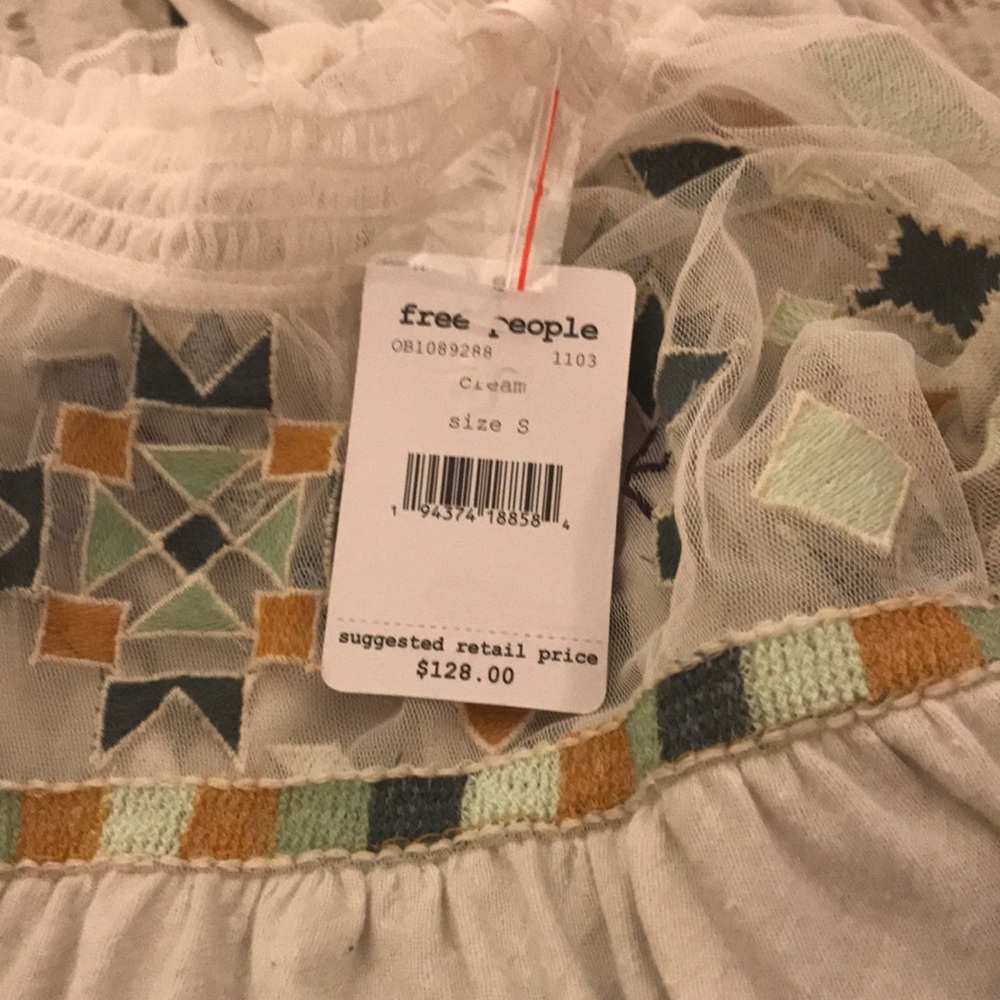 free people
OB1089288 1103
cream
size S
1 94374 18858 4
suggested retail price
$128.00